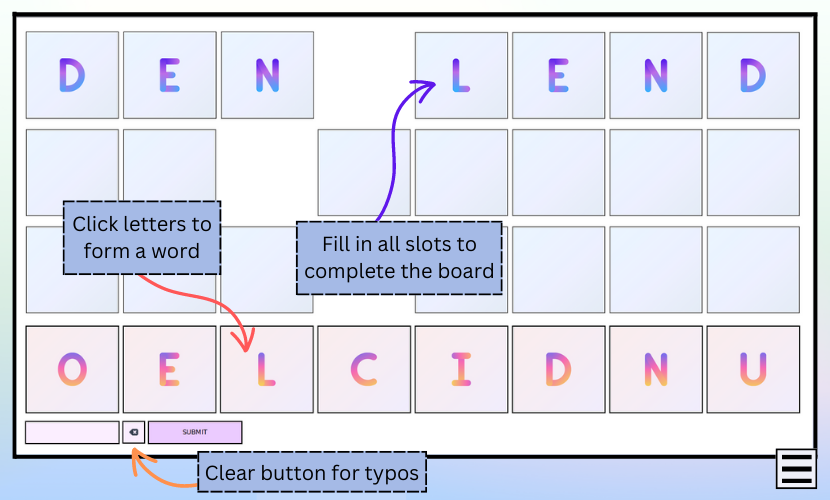 D E N L E N D
Click letters to
form a word
Fill in all slots to
complete the board
O E L C I D N U
SUBMIT
Clear button for typos